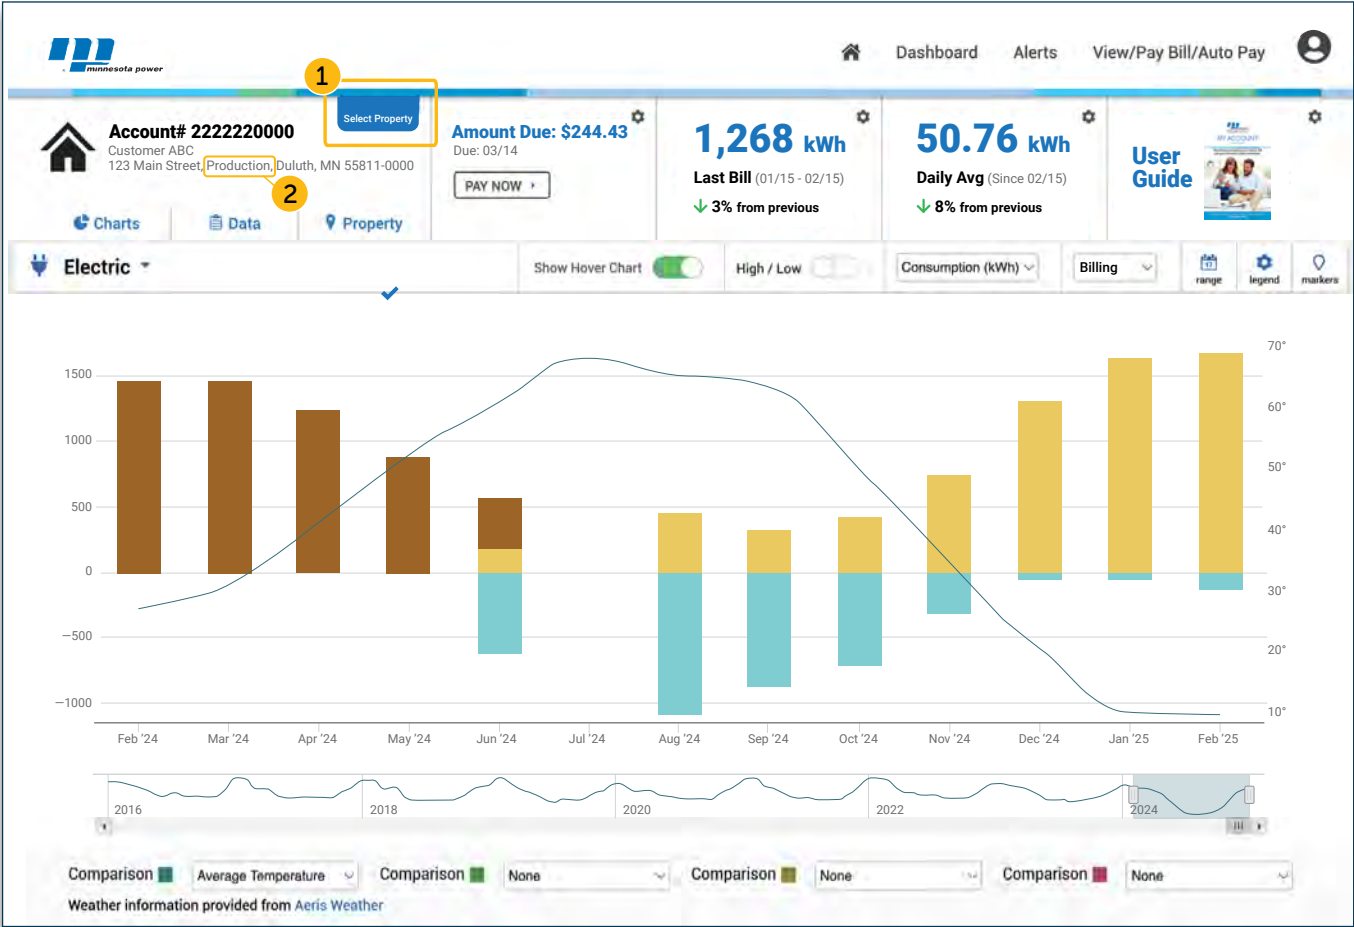 minnesota power
Dashboard
Alerts
View/Pay Bill/Auto Pay
1
Select Property
Account# 2222220000
Customer ABC
123 Main Street, Production, Duluth, MN 55811-0000
2
Charts
Data
Property
Amount Due: $244.43
Due: 03/14
PAY NOW ›
1,268 kWh
Last Bill (01/15 - 02/15)
↓ 3% from previous
50.76 kWh
Daily Avg (Since 02/15)
↓ 8% from previous
User
Guide
MY ACCOUNT
Electric
Show Hover Chart
High / Low
Consumption (kWh)
Billing
range
legend
markers
1500
1000
500
0
−500
−1000
70°
60°
50°
40°
30°
20°
10°
Feb '24
Mar '24
Apr '24
May '24
Jun '24
Jul '24
Aug '24
Sep '24
Oct '24
Nov '24
Dec '24
Jan '25
Feb '25
2016
2018
2020
2022
2024
Comparison
Average Temperature
Comparison
None
Comparison
None
Comparison
None
Weather information provided from Aeris Weather